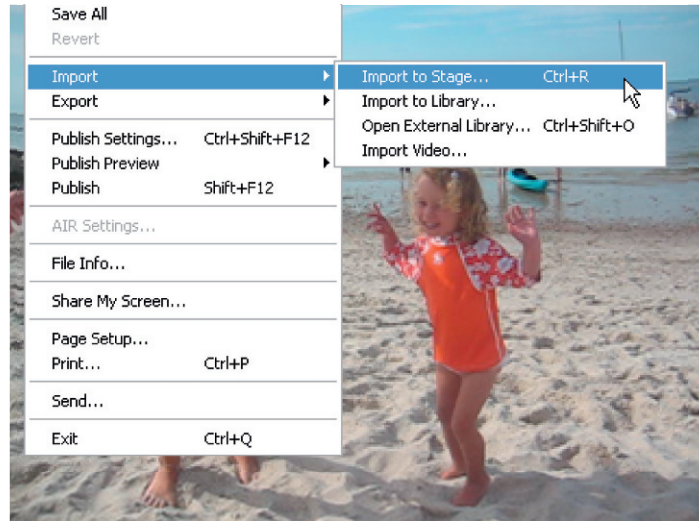 Save All
Revert
Import
Import to Stage... Ctrl+R
Import to Library...
Open External Library... Ctrl+Shift+O
Import Video...
Export
Publish Settings... Ctrl+Shift+F12
Publish Preview
Publish Shift+F12
AIR Settings...
File Info...
Share My Screen...
Page Setup...
Print... Ctrl+P
Send...
Exit Ctrl+Q